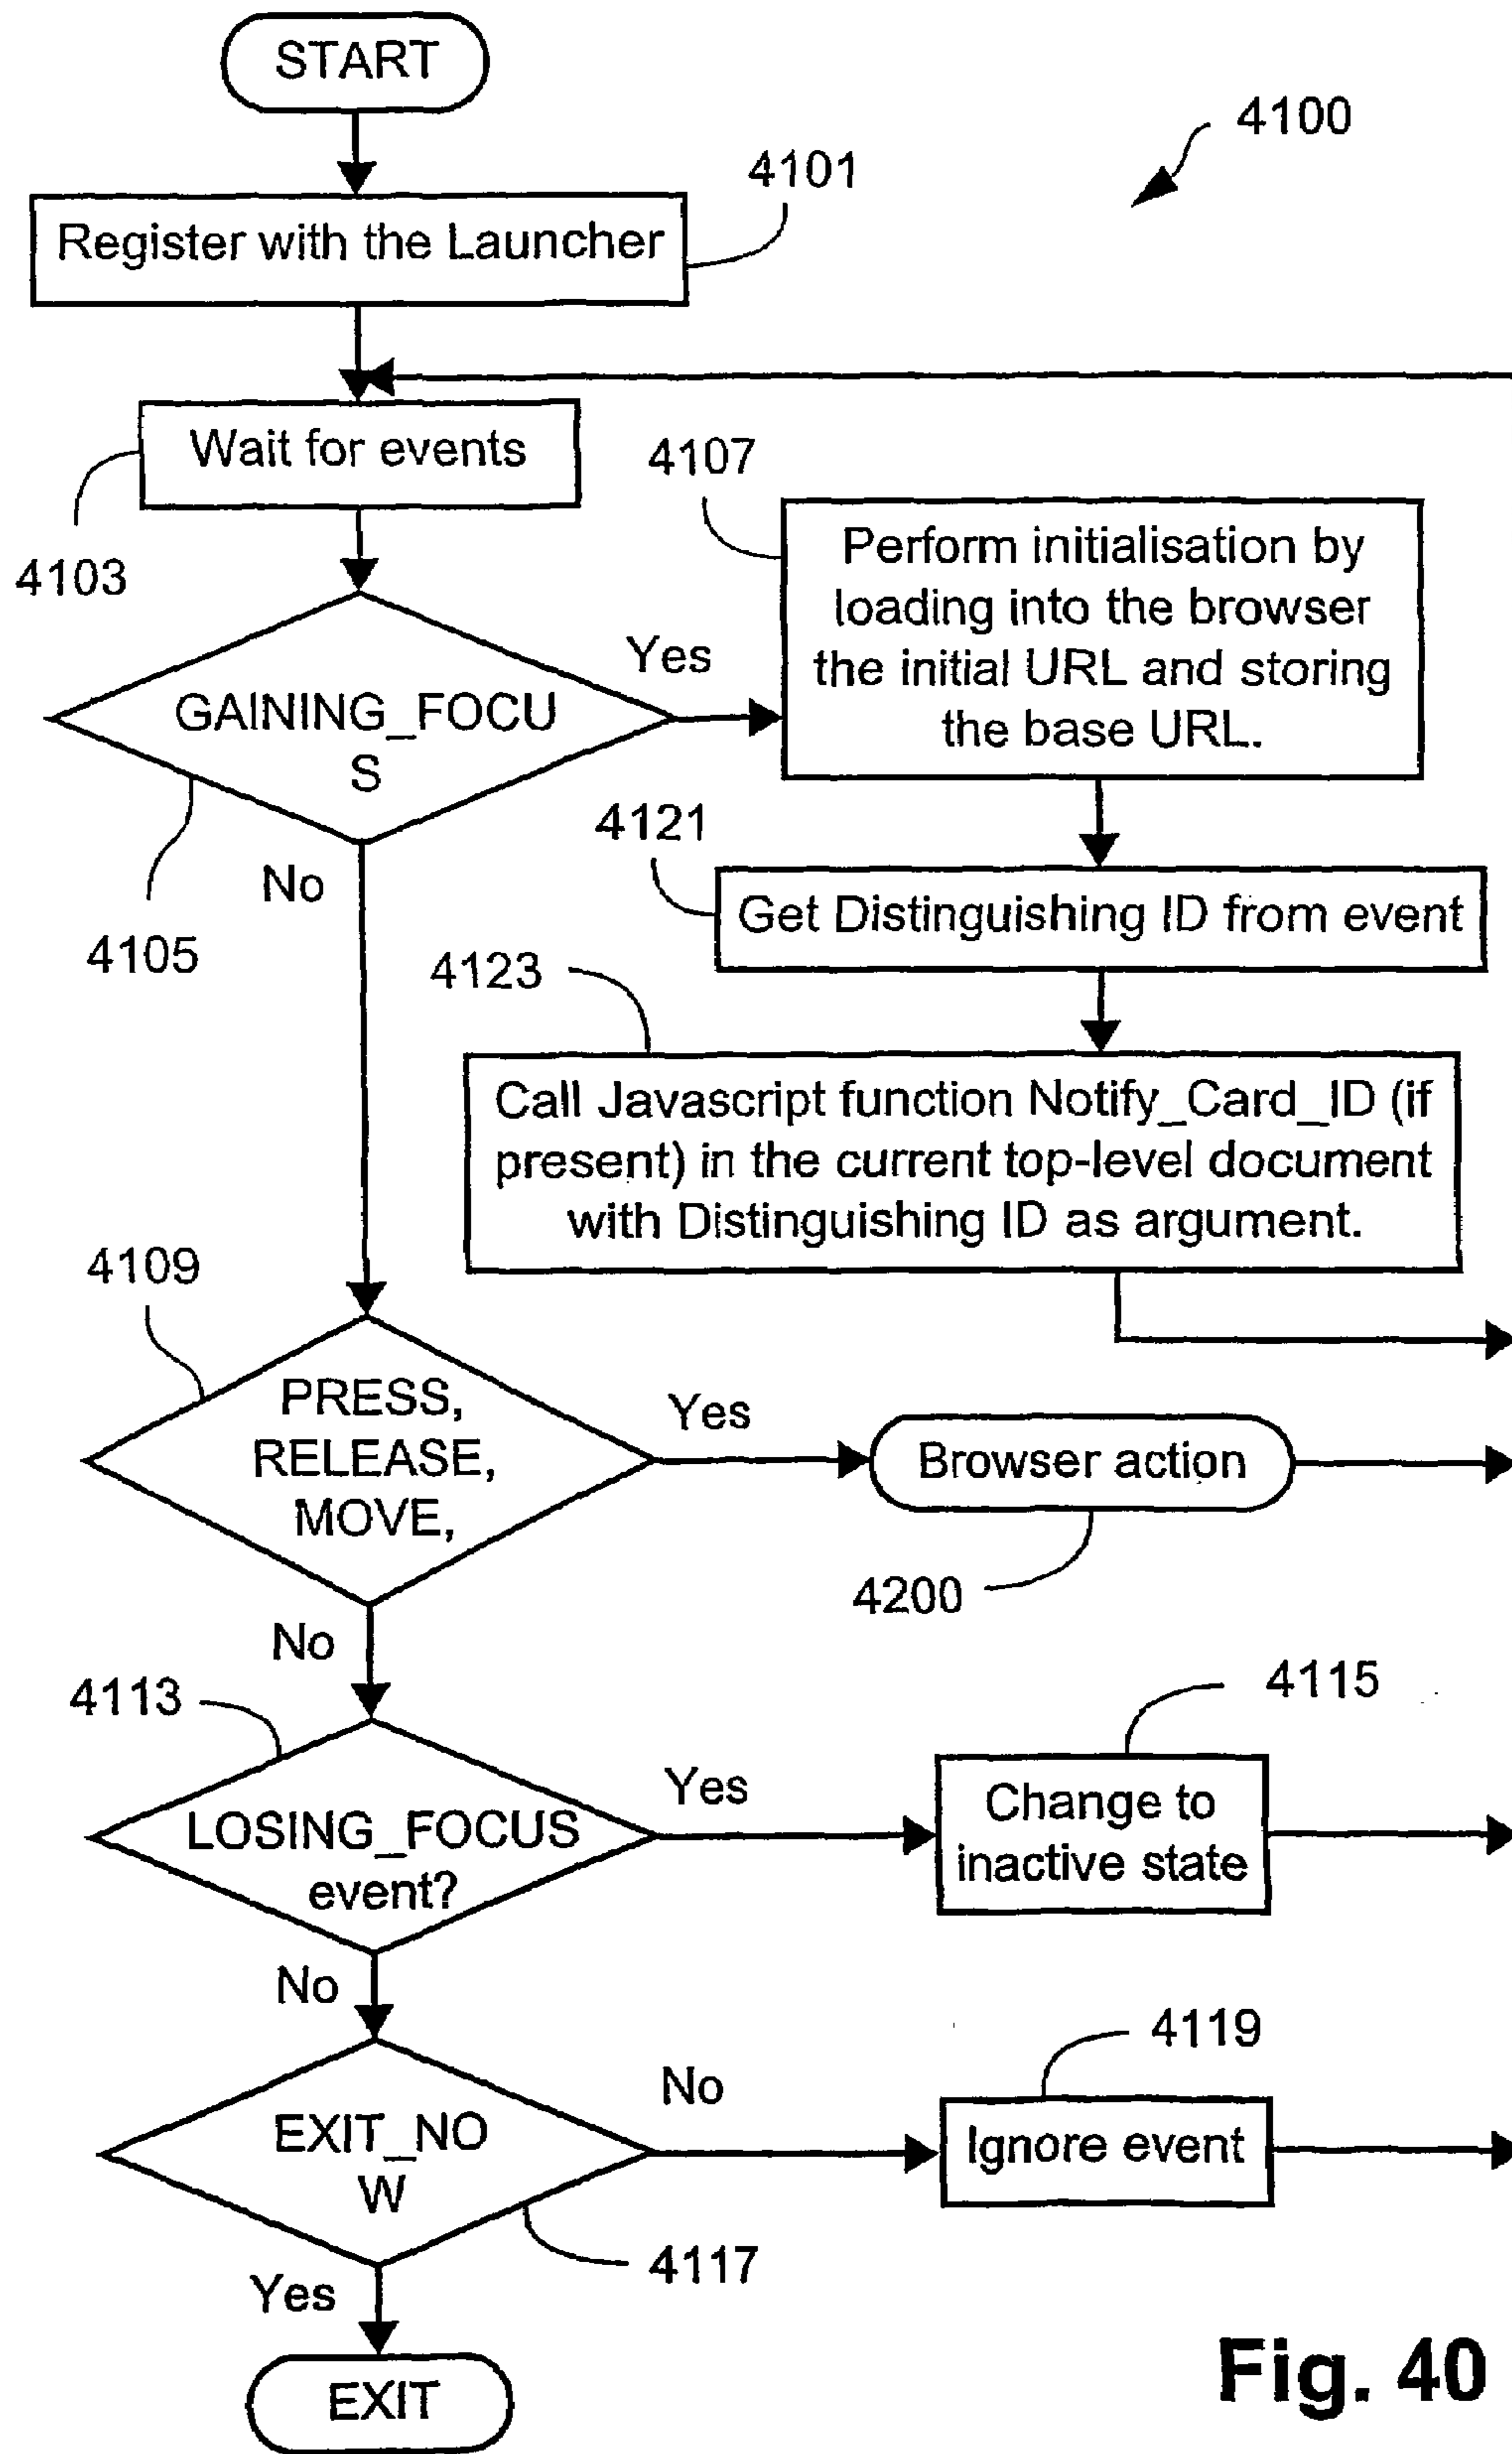 START
4100
4101
Register with the Launcher
Wait for events
4107
4103
Perform initialisation by
loading into the browser
the initial URL and storing
the base URL.
Yes
GAINING_FOCU
S
4121
No
4105
Get Distinguishing ID from event
4123
Call Javascript function Notify_Card_ID (if
present) in the current top-level document
with Distinguishing ID as argument.
4109
PRESS,
RELEASE,
MOVE,
Yes
Browser action
4200
No
4113
4115
LOSING_FOCUS
event?
Yes
Change to
inactive state
No
4119
EXIT_NO
W
No
Ignore event
4117
Yes
EXIT
Fig. 40